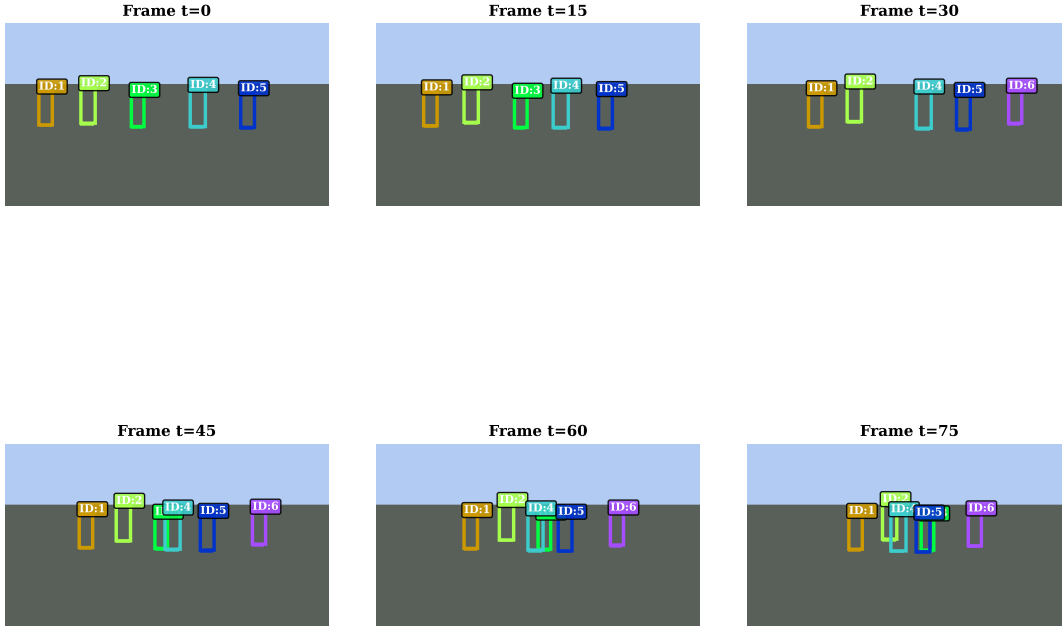 Frame t=0
Frame t=15
Frame t=30
ID:1 ID:2 ID:3 ID:4 ID:5
ID:1 ID:2 ID:3 ID:4 ID:5
ID:1 ID:2 ID:4 ID:5 ID:6
Frame t=45
Frame t=60
Frame t=75
ID:1 ID:2 ID:4 ID:5 ID:6
ID:1 ID:2 ID:4 ID:5 ID:6
ID:1 ID:2 ID:5 ID:6